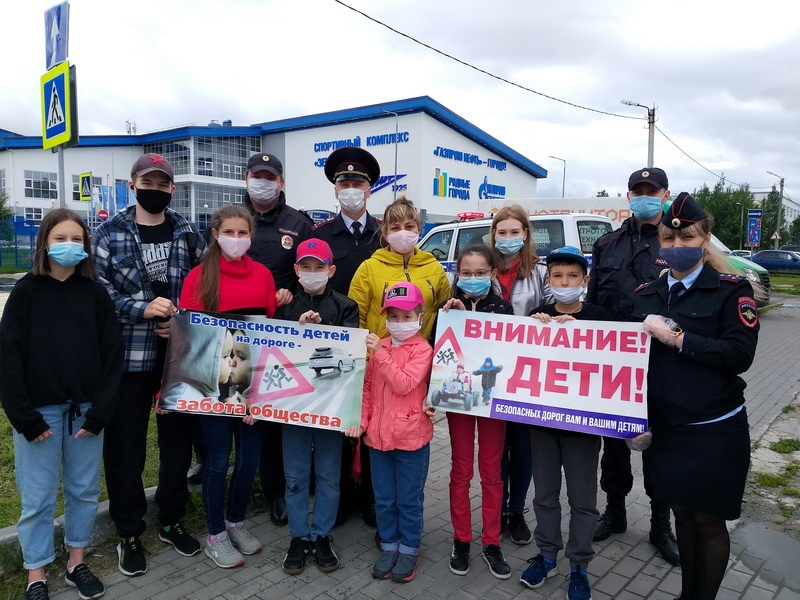 СПОРТИВНЫЙ КОМПЛЕКС
«ГАЗПРОМ НЕФТЬ» – ГОРОДУ!
РОДНЫЕ
ГОРОДА
Безопасность детей
на дороге -
забота общества
ВНИМАНИЕ!
ДЕТИ!
БЕЗОПАСНЫХ ДОРОГ ВАМ И ВАШИМ ДЕТЯМ!